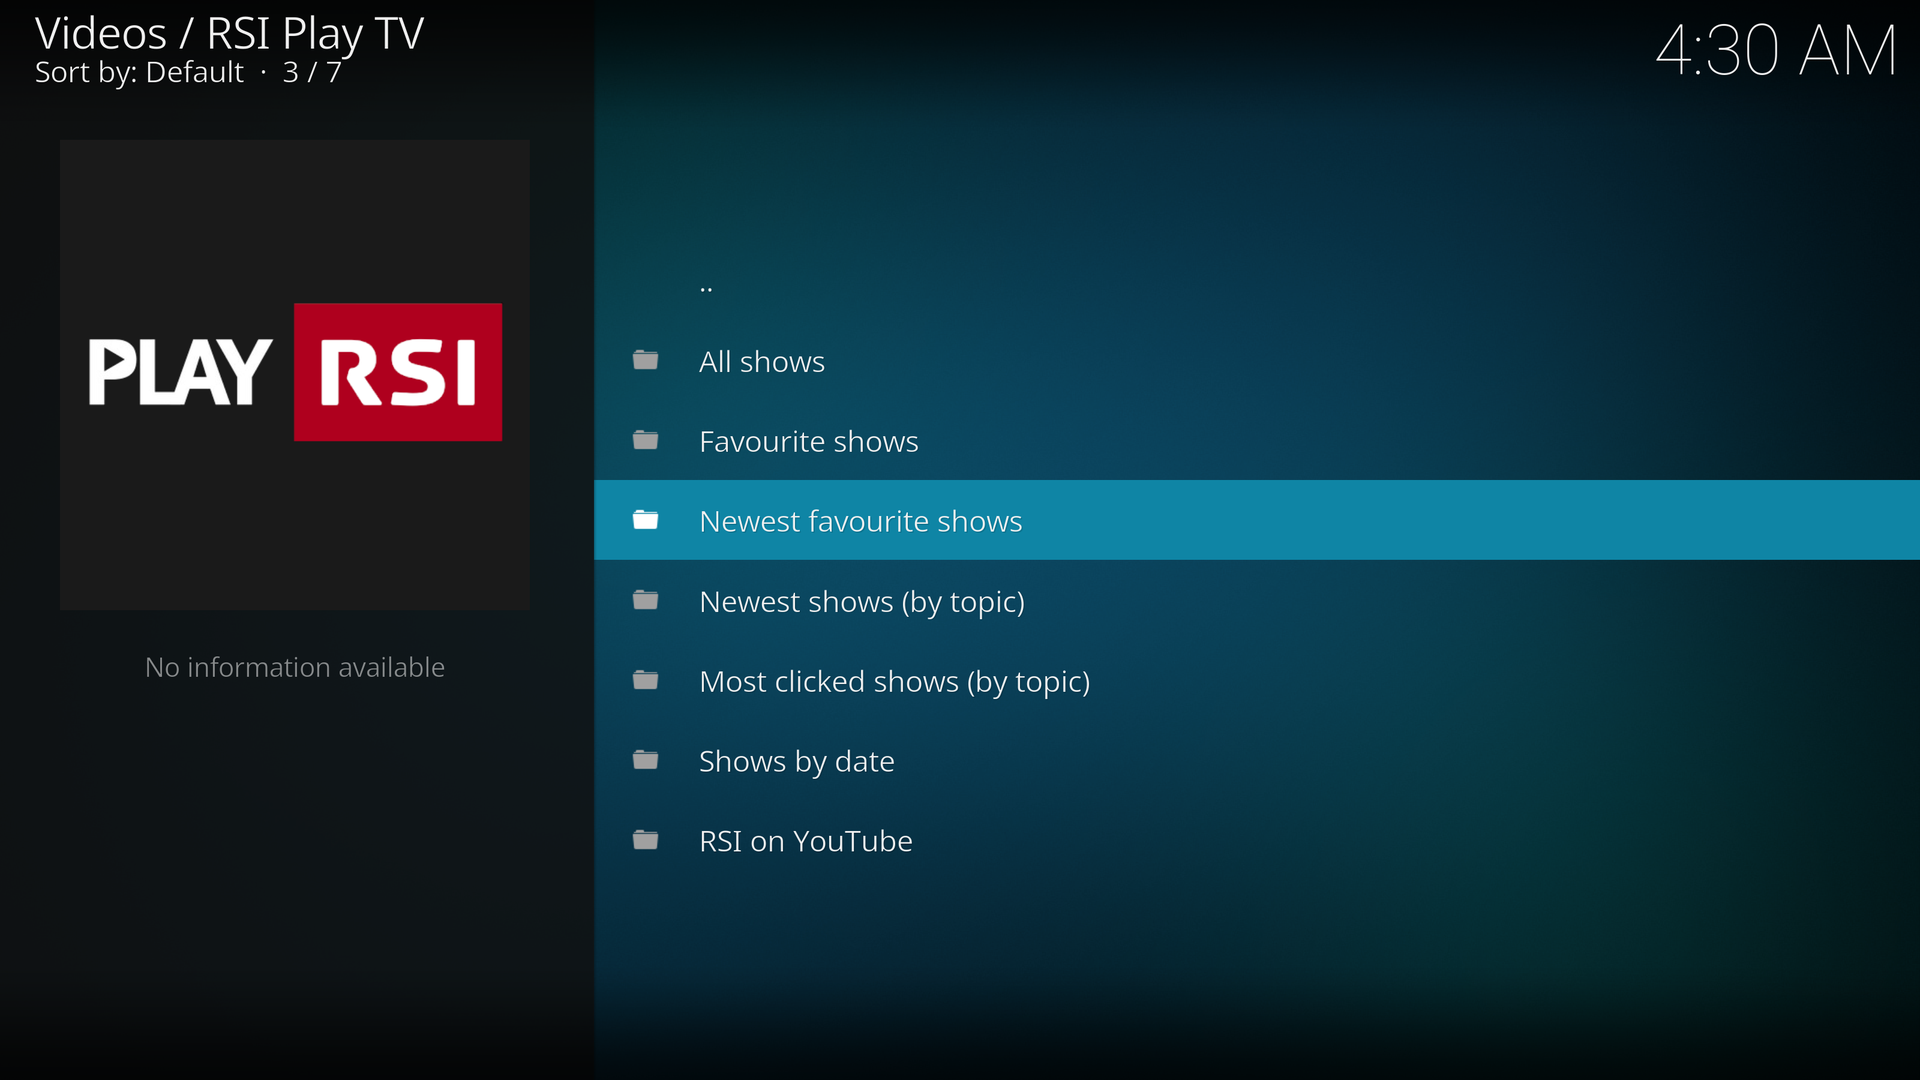 Videos / RSI Play TV
Sort by: Default · 3 / 7
4:30 AM
PLAY RSI
No information available
..
All shows
Favourite shows
Newest favourite shows
Newest shows (by topic)
Most clicked shows (by topic)
Shows by date
RSI on YouTube